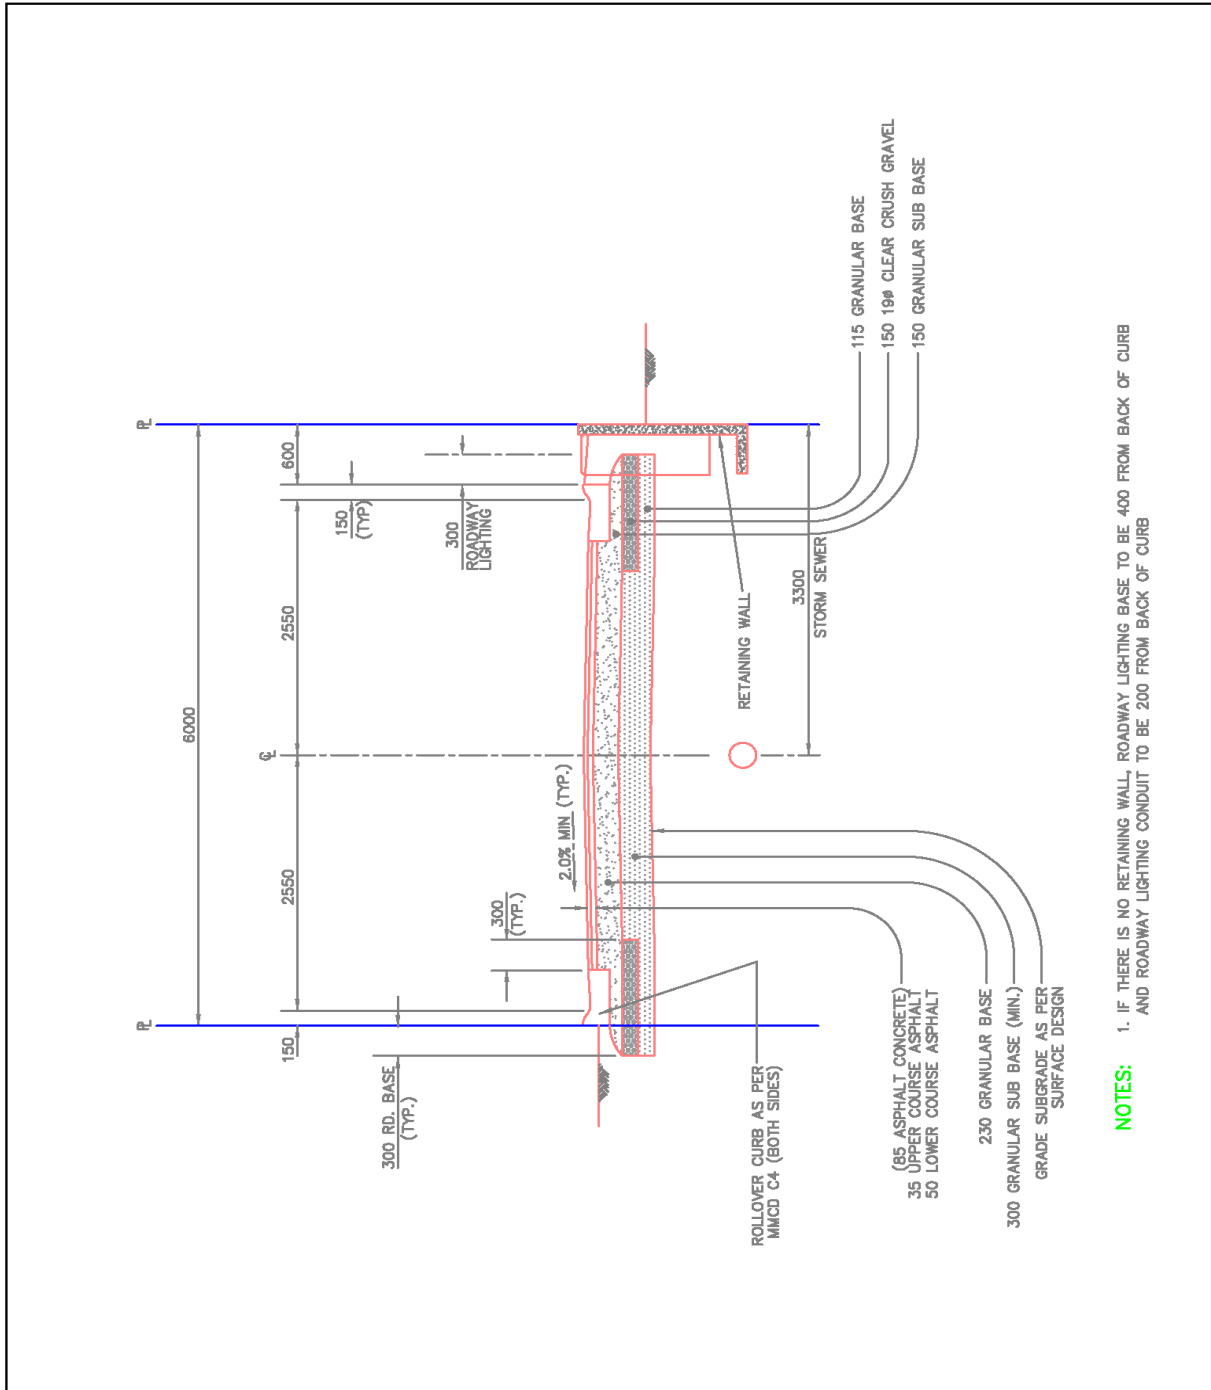 ℄
6000
150
2550
2550
150
(TYP)
600
300 RD. BASE
(TYP.)
300
(TYP.)
2.0% MIN (TYP.)
300
ROADWAY
LIGHTING
ROLLOVER CURB AS PER
MMCD C4 (BOTH SIDES)
RETAINING WALL
3300
STORM SEWER
(85 ASPHALT CONCRETE)
35 UPPER COURSE ASPHALT
50 LOWER COURSE ASPHALT
230 GRANULAR BASE
300 GRANULAR SUB BASE (MIN.)
GRADE SUBGRADE AS PER
SURFACE DESIGN
115 GRANULAR BASE
150 19ø CLEAR CRUSH GRAVEL
150 GRANULAR SUB BASE
NOTES:
1. IF THERE IS NO RETAINING WALL, ROADWAY LIGHTING BASE TO BE 400 FROM BACK OF CURB
AND ROADWAY LIGHTING CONDUIT TO BE 200 FROM BACK OF CURB